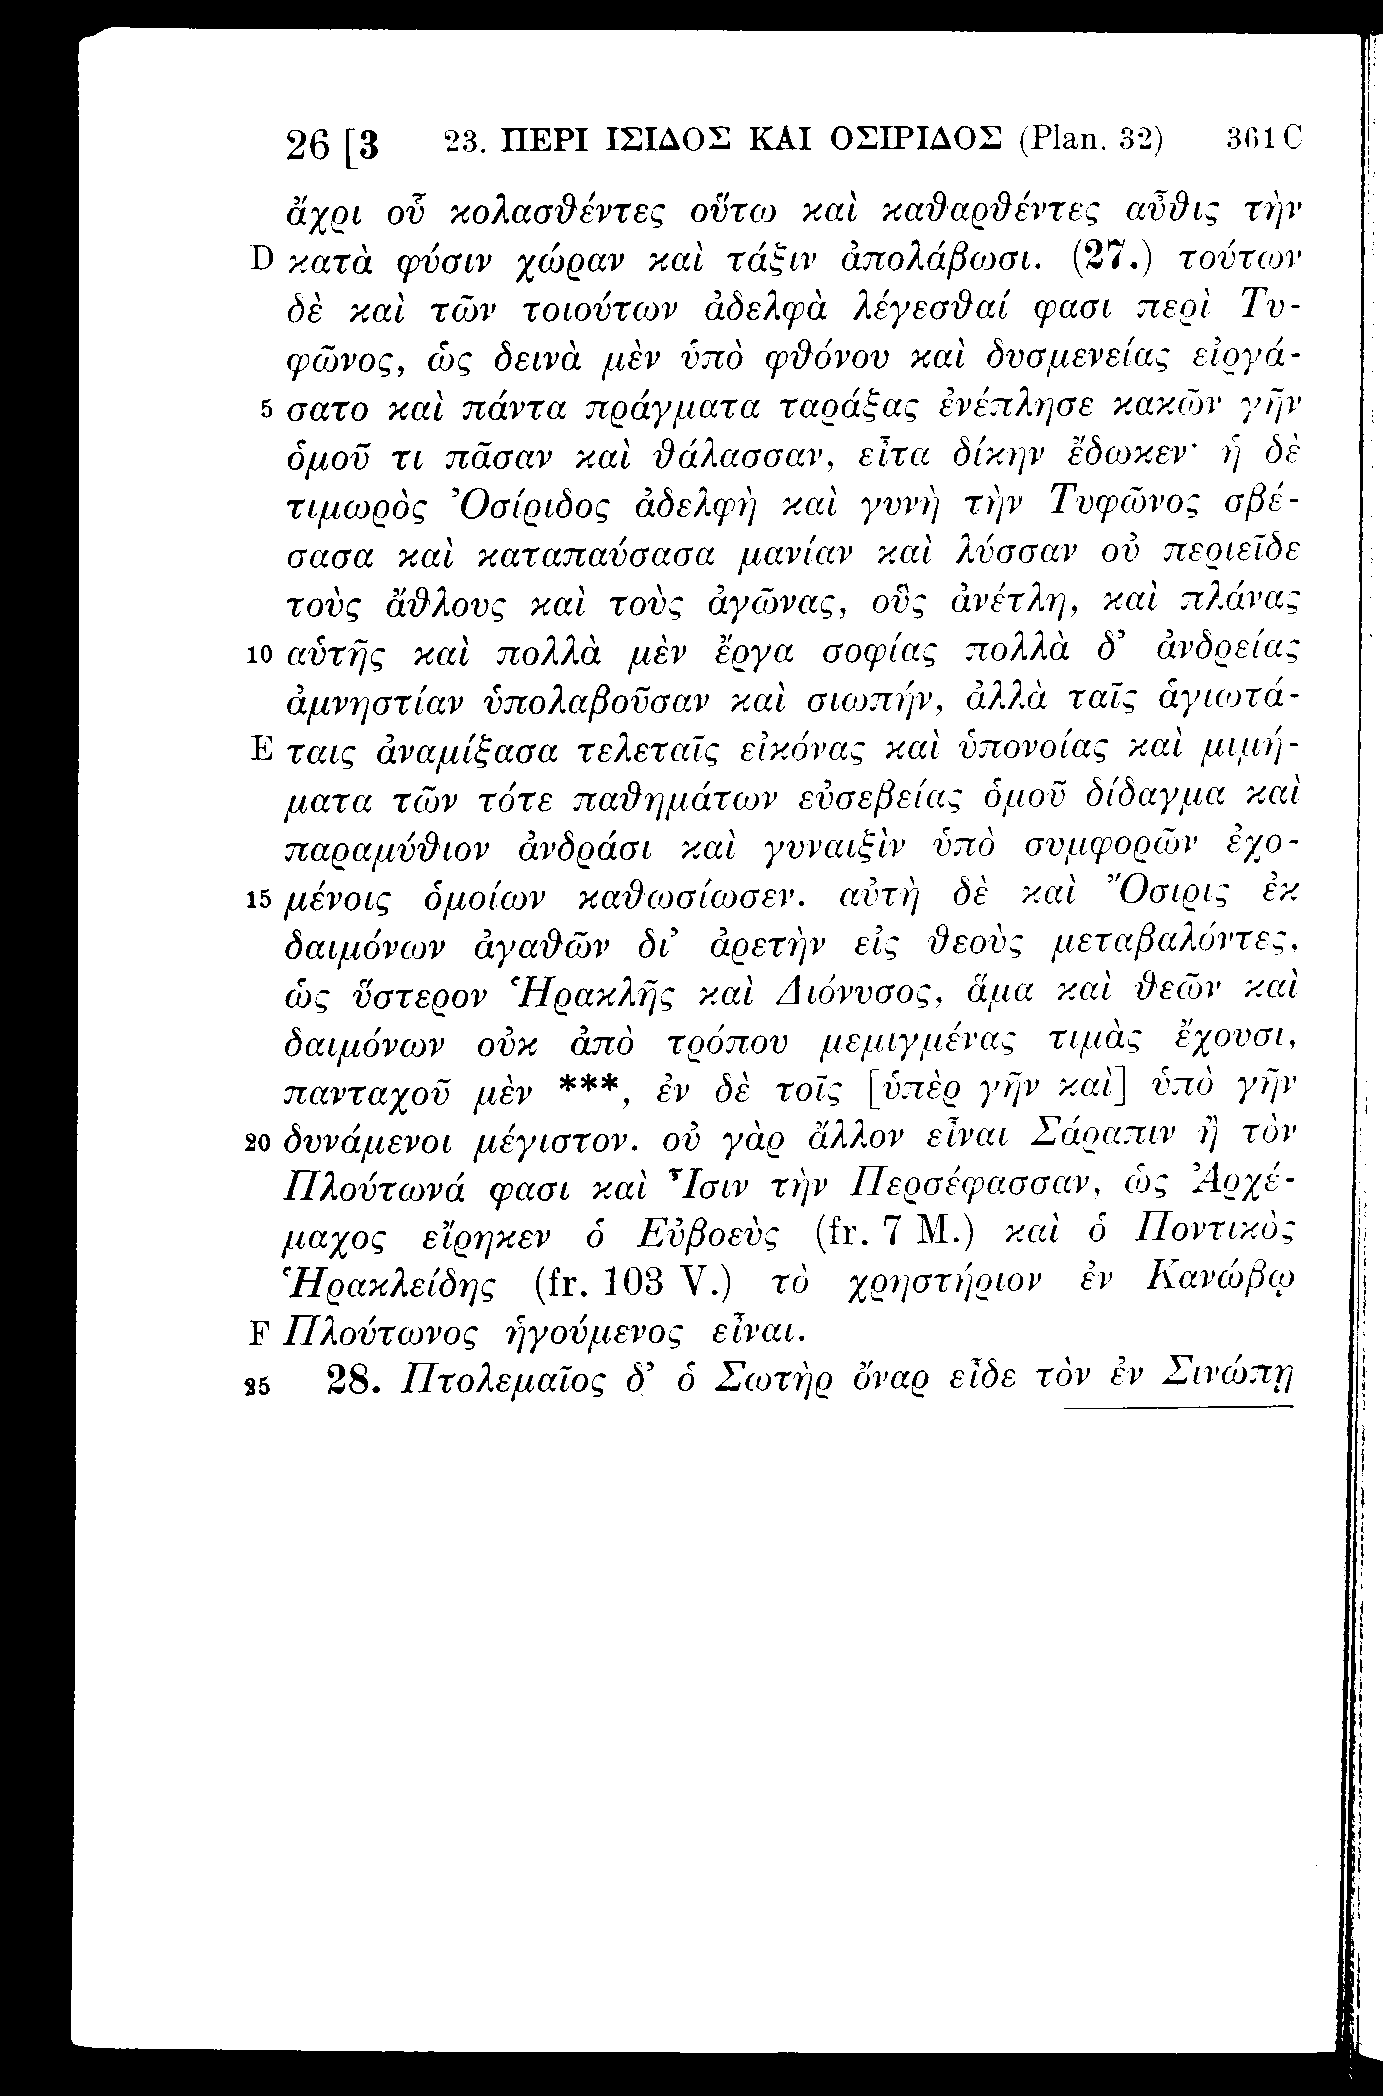 26 [3 23. ΠΕΡΙ ΙΣΙΔΟΣ ΚΑΙ ΟΣΙΡΙΔΟΣ (Plan. 32) 361 C
ἄχρι οὗ κολασθέντες οὕτω καὶ καθαρθέντες αὖθις τὴν
D κατὰ φύσιν χώραν καὶ τάξιν ἀπολάβωσι. (27.) τούτων
δὲ καὶ τῶν τοιούτων ἀδελφὰ λέγεσθαί φασι περὶ Τυ-
φῶνος, ὡς δεινὰ μὲν ὑπὸ φθόνου καὶ δυσμενείας εἰργά-
5 σατο καὶ πάντα πράγματα ταράξας ἐνέπλησε κακῶν γῆν
ὁμοῦ τι πᾶσαν καὶ θάλασσαν, εἶτα δίκην ἔδωκεν· ἡ δὲ
τιμωρὸς Ὀσίριδος ἀδελφὴ καὶ γυνὴ τὴν Τυφῶνος σβέ-
σασα καὶ καταπαύσασα μανίαν καὶ λύσσαν οὐ περιεῖδε
τοὺς ἄθλους καὶ τοὺς ἀγῶνας, οὓς ἀνέτλη, καὶ πλάνας
10 αὑτῆς καὶ πολλὰ μὲν ἔργα σοφίας πολλὰ δ’ ἀνδρείας
ἀμνηστίαν ὑπολαβοῦσαν καὶ σιωπήν, ἀλλὰ ταῖς ἁγιωτά-
E ταις ἀναμίξασα τελεταῖς εἰκόνας καὶ ὑπονοίας καὶ μιμή-
ματα τῶν τότε παθημάτων εὐσεβείας ὁμοῦ δίδαγμα καὶ
παραμύθιον ἀνδράσι καὶ γυναιξὶν ὑπὸ συμφορῶν ἐχο-
15 μένοις ὁμοίων καθωσίωσεν. αὐτὴ δὲ καὶ Ὄσιρις ἐκ
δαιμόνων ἀγαθῶν δι’ ἀρετὴν εἰς θεοὺς μεταβαλόντες,
ὡς ὕστερον Ἡρακλῆς καὶ Διόνυσος, ἅμα καὶ θεῶν καὶ
δαιμόνων οὐκ ἀπὸ τρόπου μεμιγμένας τιμὰς ἔχουσι,
πανταχοῦ μὲν ***, ἐν δὲ τοῖς [ὑπὲρ γῆν καὶ] ὑπὸ γῆν
20 δυνάμενοι μέγιστον. οὐ γὰρ ἄλλον εἶναι Σάραπιν ἢ τὸν
Πλούτωνά φασι καὶ Ἶσιν τὴν Περσέφασσαν, ὡς Ἀρχέ-
μαχος εἴρηκεν ὁ Εὐβοεὺς (fr. 7 M.) καὶ ὁ Ποντικὸς
Ἡρακλείδης (fr. 103 V.) τὸ χρηστήριον ἐν Κανώβῳ
F Πλούτωνος ἡγούμενος εἶναι.
25 28. Πτολεμαῖος δ’ ὁ Σωτὴρ ὄναρ εἶδε τὸν ἐν Σινώπῃ